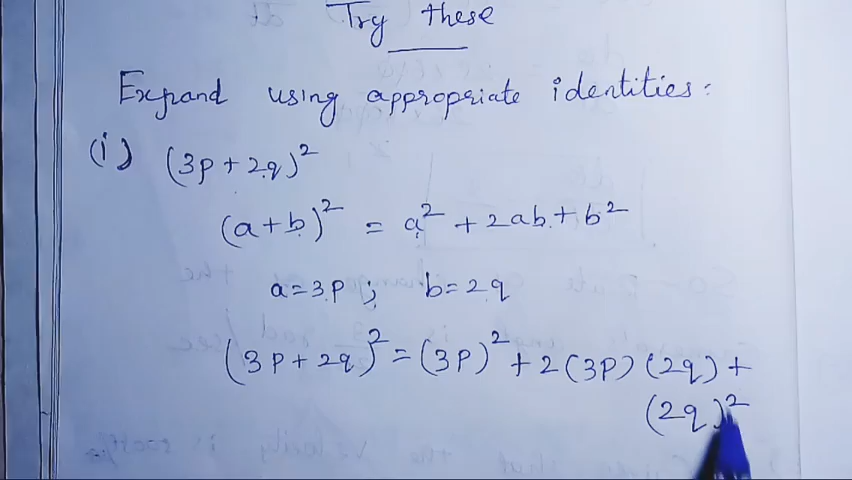 Try these
Expand using appropriate identities:
(i) (3p+2q)²
(a+b)² = a² + 2ab + b²
a=3p ; b=2q
(3p+2q)² = (3p)² + 2(3p)(2q) +
(2q)²